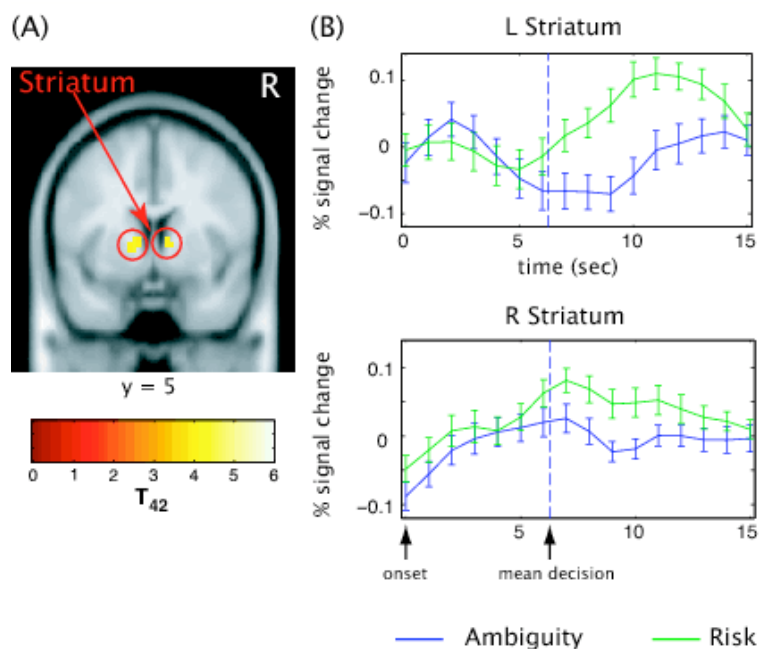 (A)
Striatum
R
y = 5
0 1 2 3 4 5 6
T42
(B)
L Striatum
% signal change
0.1
0
−0.1
0 5 10 15
time (sec)
R Striatum
% signal change
0.1
0
−0.1
5 10 15
onset
mean decision
Ambiguity
Risk